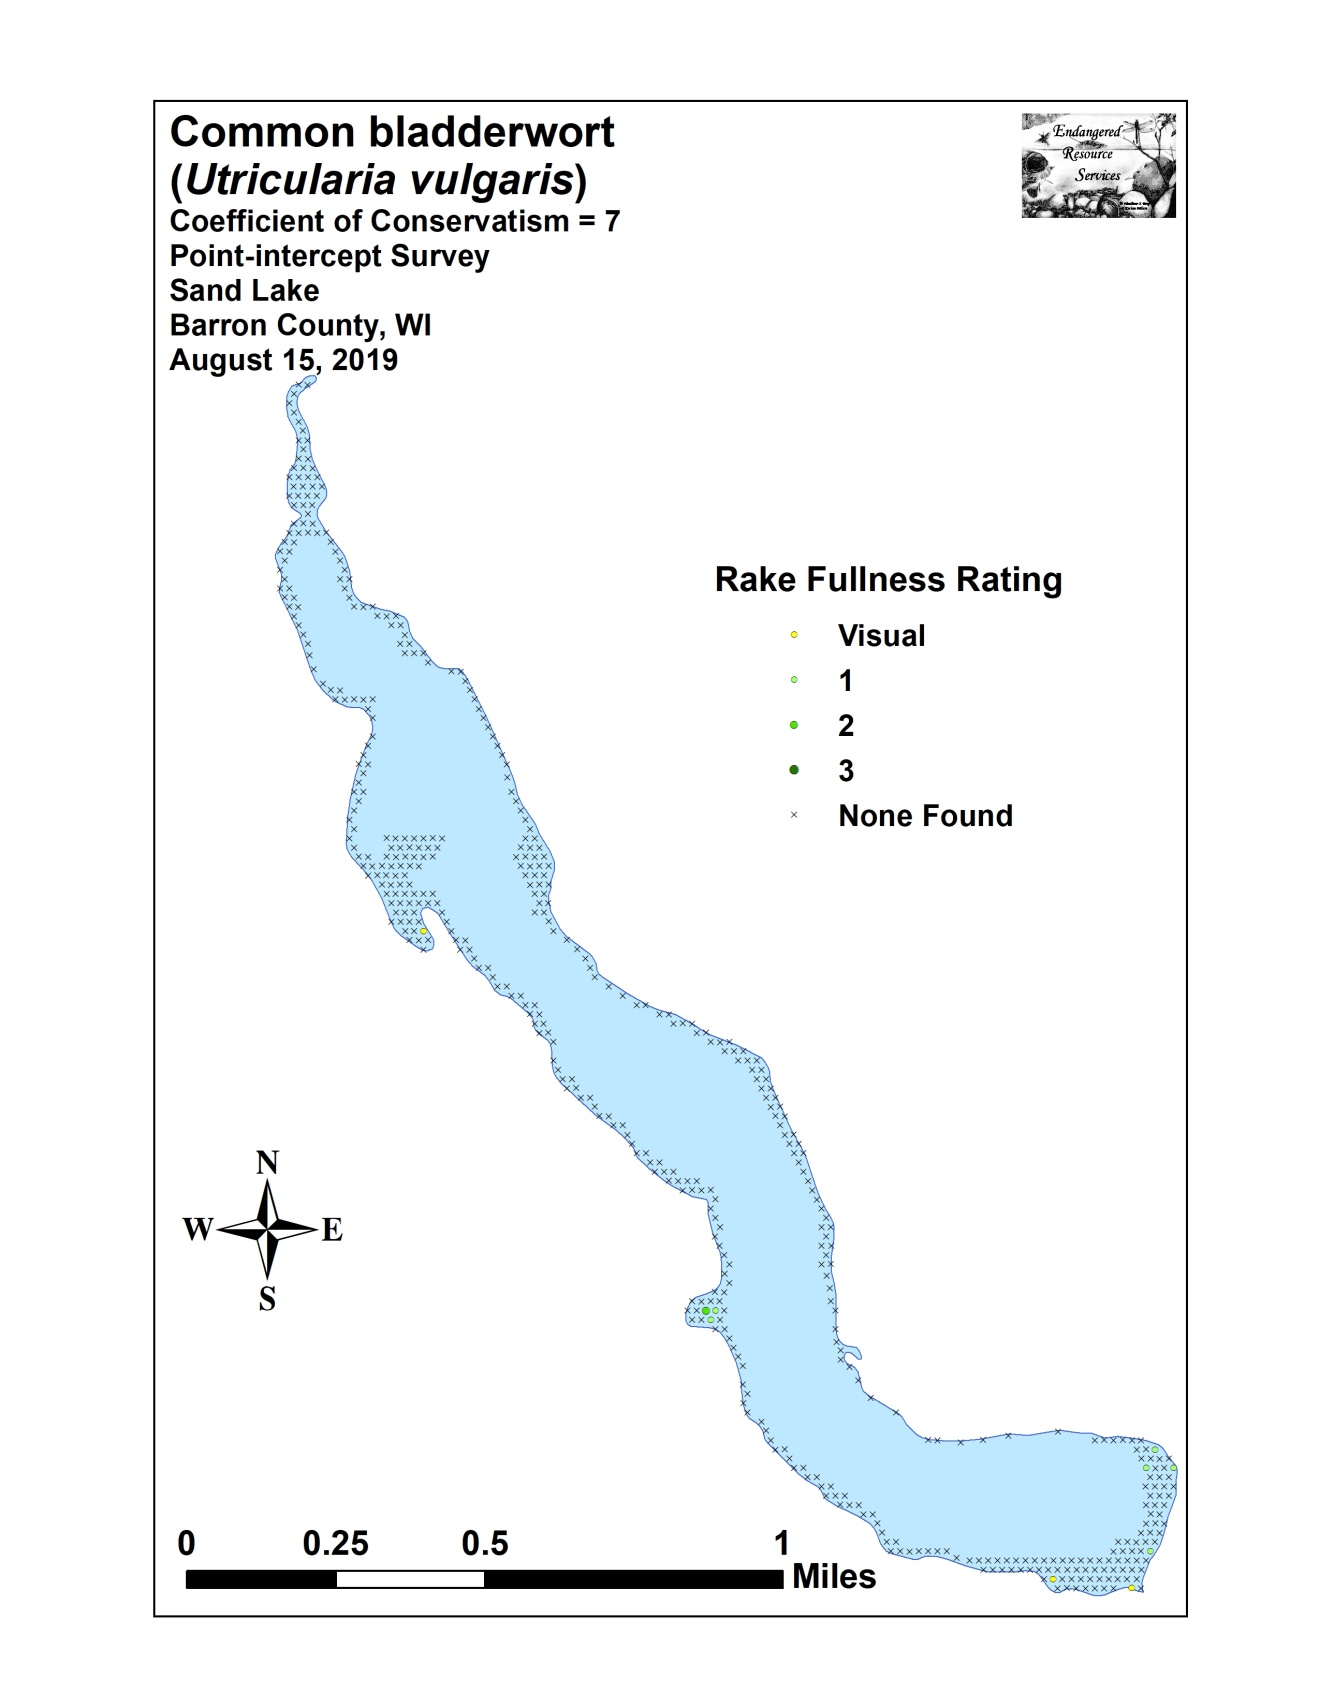 Common bladderwort
(Utricularia vulgaris)
Coefficient of Conservatism = 7
Point-intercept Survey
Sand Lake
Barron County, WI
August 15, 2019
Endangered
Resource
Services
Rake Fullness Rating
Visual
1
2
3
None Found
N
W E
S
0 0.25 0.5 1
Miles